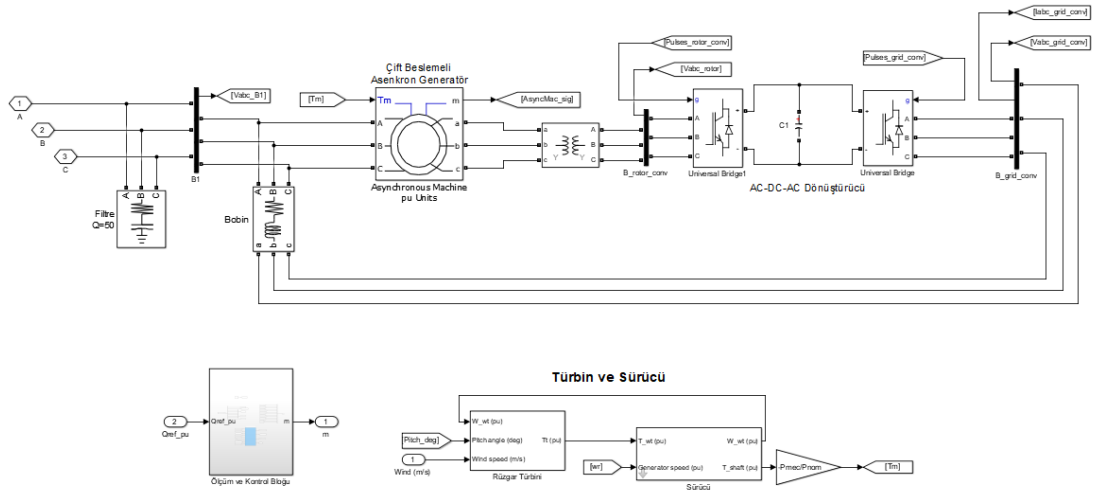 [Iabc_grid_conv]
[Pulses_rotor_conv]
[Vabc_grid_conv]
Çift Beslemeli
Asenkron Generatör
[Pulses_grid_conv]
[Vabc_rotor]
[Vabc_B1]
[Tm]
Tm
m
[AsyncMac_sig]
1
A
2
B
3
C
B1
A
B
C
a
b
c
Asynchronous Machine
pu Units
a
b
c
A
B
C
Y
Y
B_rotor_conv
g
A
B
C
+
-
Universal Bridge1
C1
+
-
g
A
B
C
Universal Bridge
B_grid_conv
AC-DC-AC Dönüştürücü
A
B
C
Filtre
Q=50
A
B
C
Bobin
a
b
c
Türbin ve Sürücü
2
Qref_pu
Qref_pu
m
1
m
Ölçüm ve Kontrol Bloğu
W_wt (pu)
Pitch_deg]
Pitch angle (deg)
Tt (pu)
1
Wind (m/s)
Wind speed (m/s)
Rüzgar Türbini
T_wt (pu)
W_wt (pu)
[wr]
Generator speed (pu)
T_shaft (pu)
Sürücü
-Pmec/Pnom
[Tm]